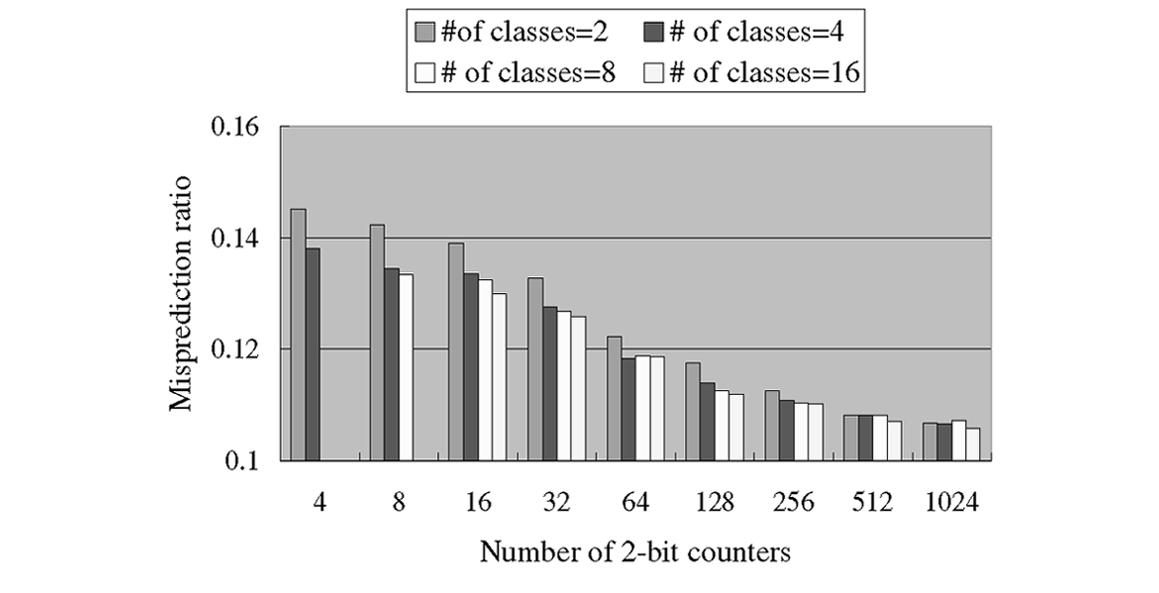 #of classes=2 # of classes=4
# of classes=8 # of classes=16
0.16
0.14
0.12
0.1
Misprediction ratio
4 8 16 32 64 128 256 512 1024
Number of 2-bit counters